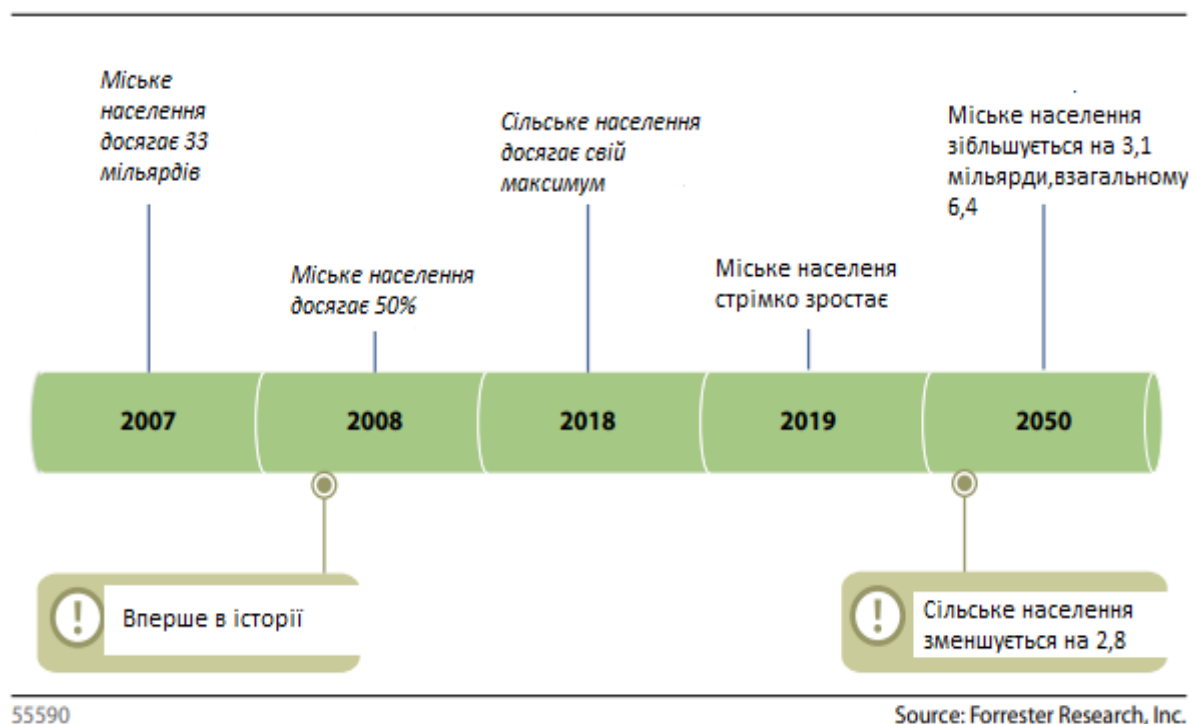 Міське
населення
досягає 33
мільярдів
Міське населення
досягає 50%
Сільське населення
досягає свій
максимум
Міське населеня
стрімко зростає
Міське населення
зібльшується на 3,1
мільярди,взагальному
6,4
2007
2008
2018
2019
2050
Вперше в історії
Сільське населення
зменшується на 2,8
55590
Source: Forrester Research, Inc.